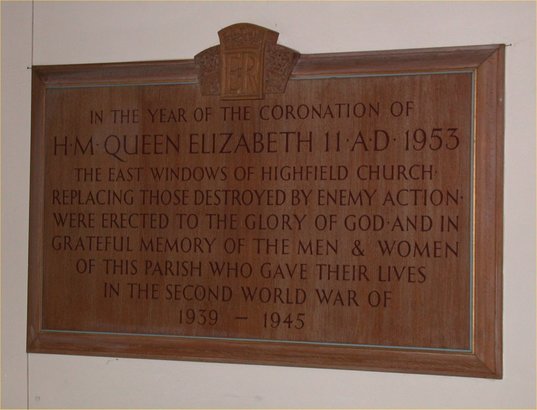 ER
IN THE YEAR OF THE CORONATION OF
H·M·QUEEN ELIZABETH 11·A·D·1953
THE EAST WINDOWS OF HIGHFIELD CHURCH·
REPLACING THOSE DESTROYED BY ENEMY ACTION·
WERE ERECTED TO THE GLORY OF GOD·AND IN
GRATEFUL MEMORY OF THE MEN & WOMEN
OF THIS PARISH WHO GAVE THEIR LIVES
IN THE SECOND WORLD WAR OF
1939 – 1945